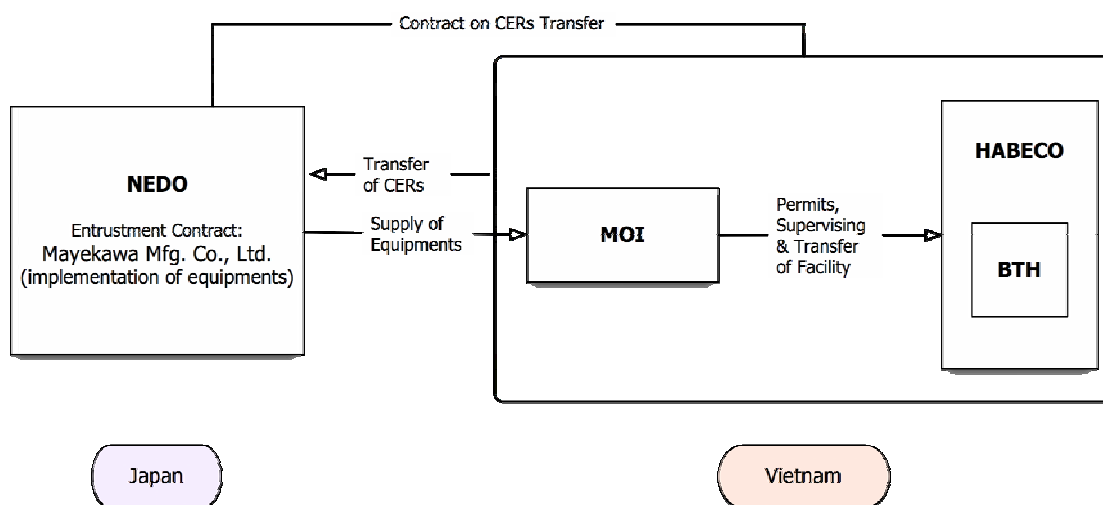 Contract on CERs Transfer
NEDO
Entrustment Contract:
Mayekawa Mfg. Co., Ltd.
(implementation of equipments)
Transfer
of CERs
Supply of
Equipments
MOI
Permits,
Supervising
& Transfer
of Facility
HABECO
BTH
Japan
Vietnam